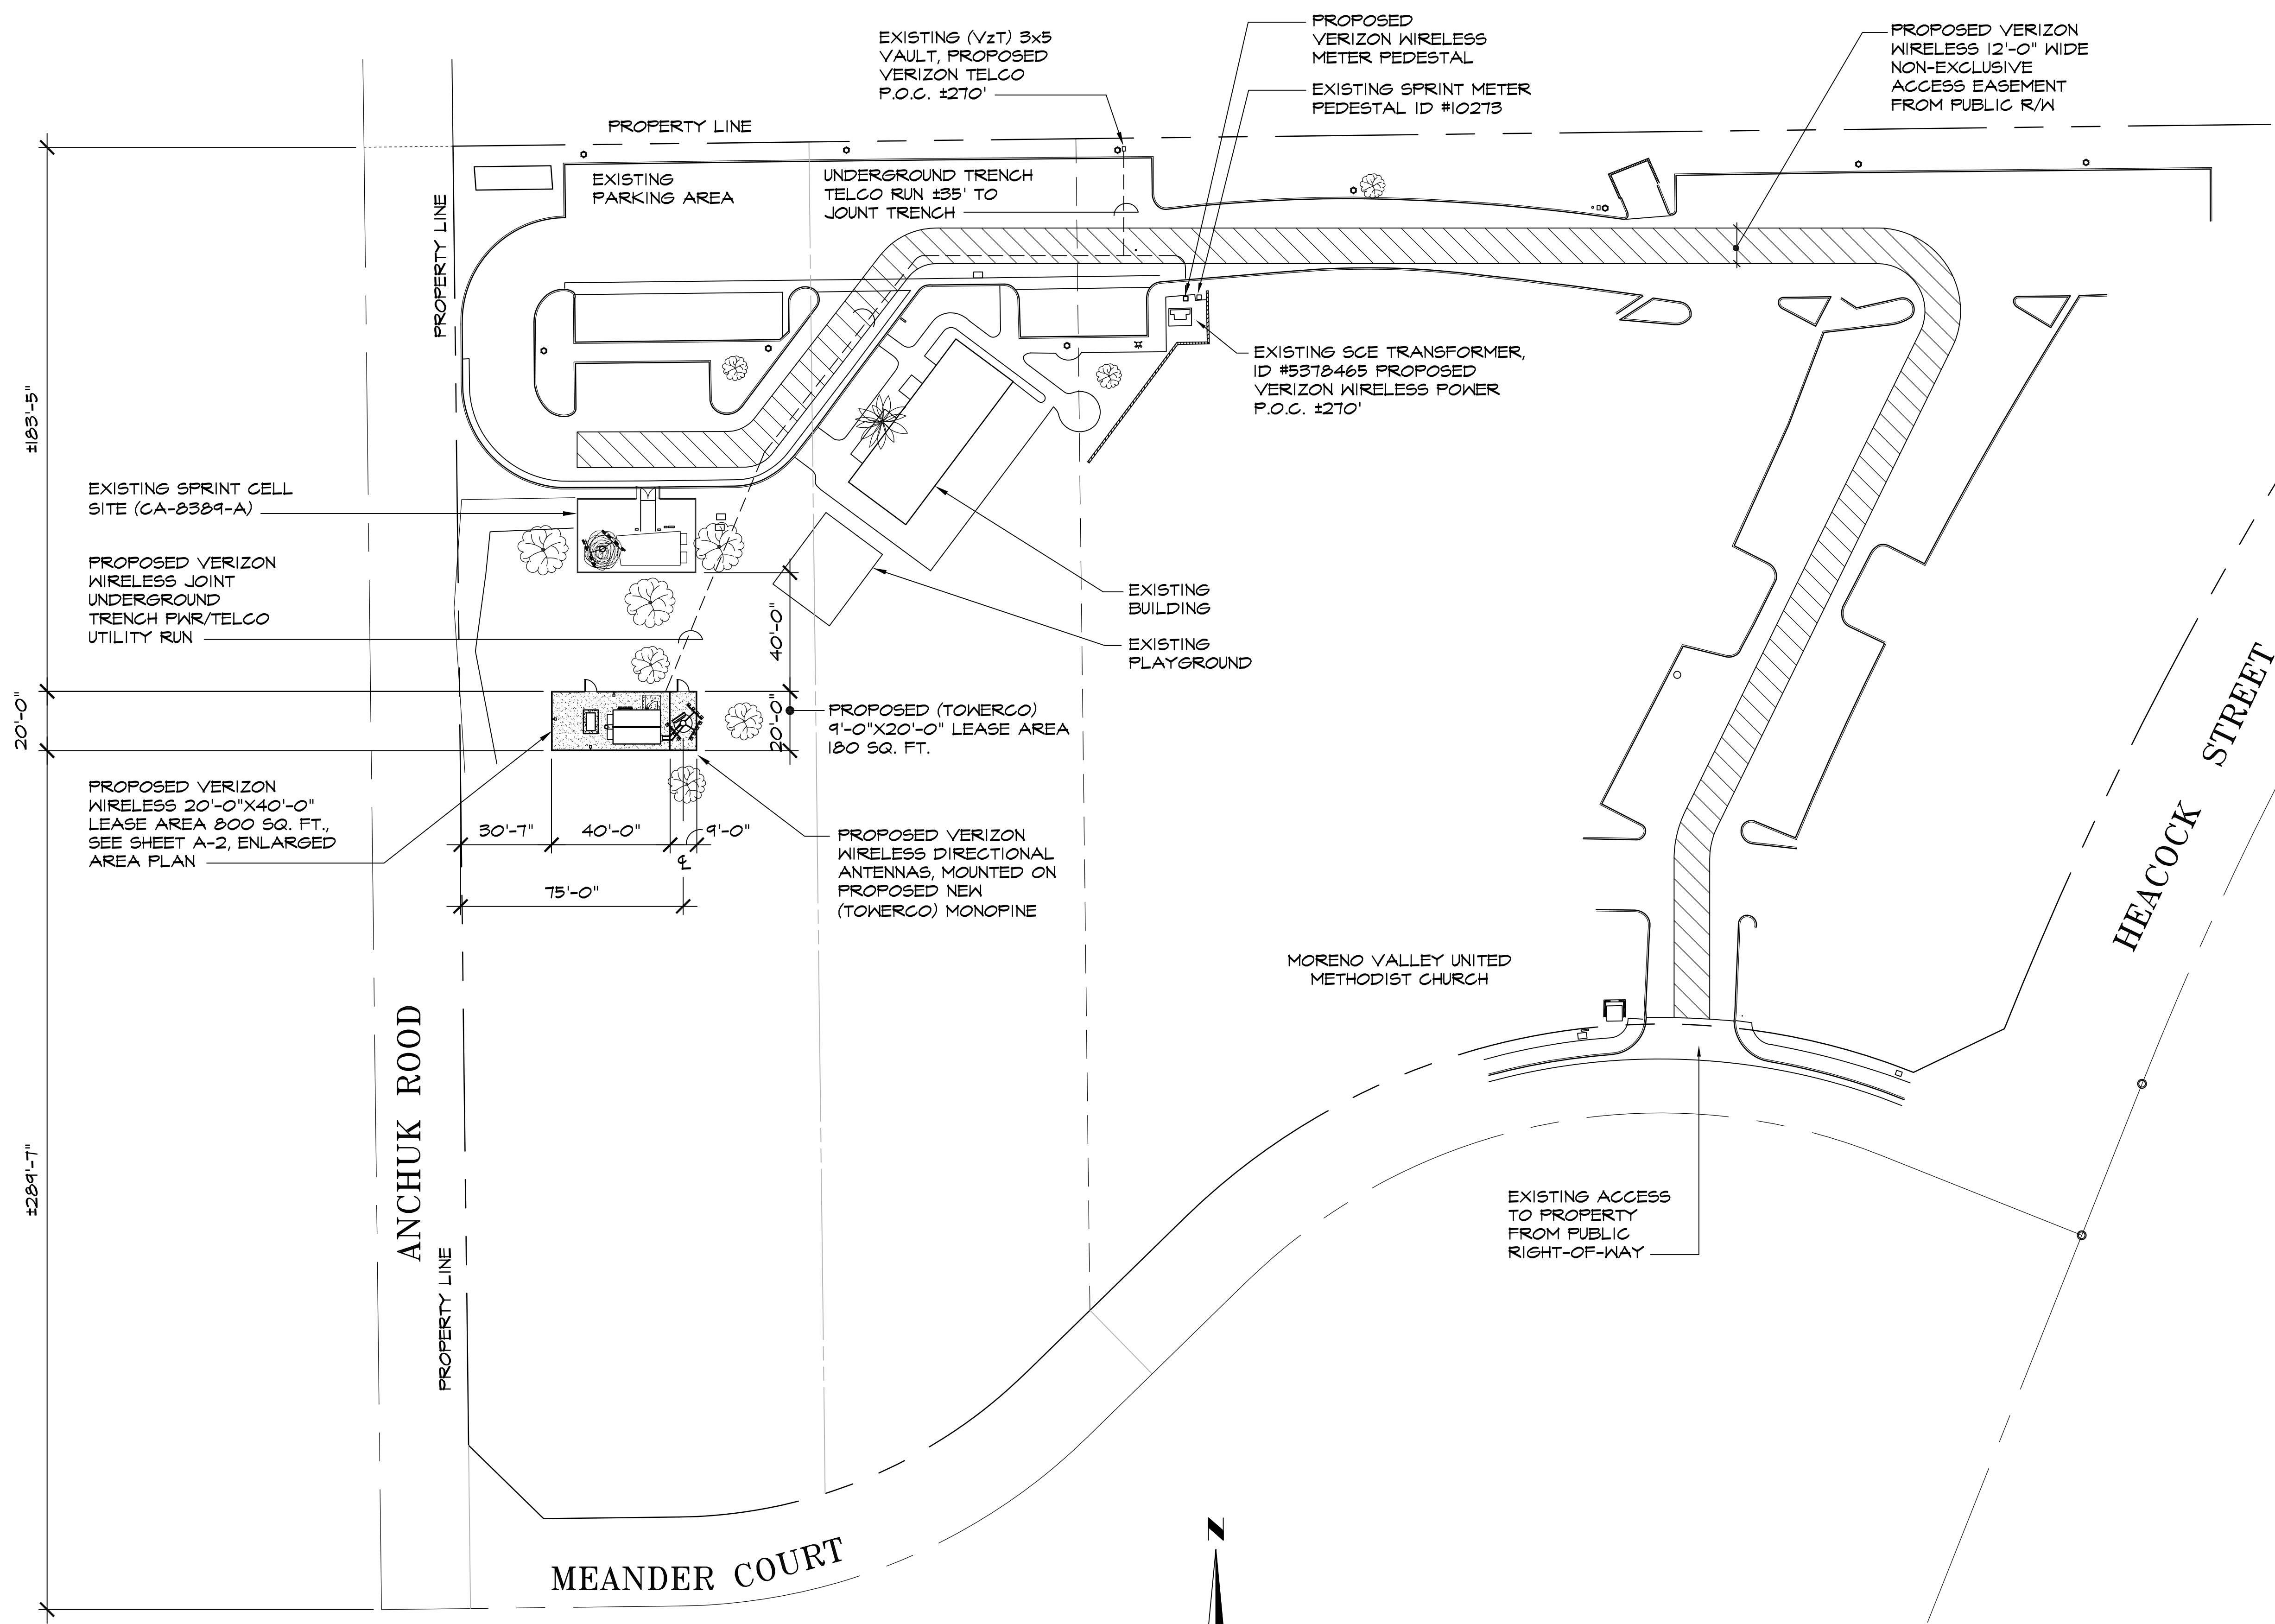 EXISTING (VzT) 3x5
VAULT, PROPOSED
VERIZON TELCO
P.O.C. ±270'
PROPOSED
VERIZON WIRELESS
METER PEDESTAL
EXISTING SPRINT METER
PEDESTAL ID #10273
PROPOSED VERIZON
WIRELESS 12'-0" WIDE
NON-EXCLUSIVE
ACCESS EASEMENT
FROM PUBLIC R/W
PROPERTY LINE
EXISTING
PARKING AREA
UNDERGROUND TRENCH
TELCO RUN ±35' TO
JOUNT TRENCH
PROPERTY LINE
EXISTING SCE TRANSFORMER,
ID #5378465 PROPOSED
VERIZON WIRELESS POWER
P.O.C. ±270'
±183'-5"
EXISTING SPRINT CELL
SITE (CA-8389-A)
PROPOSED VERIZON
WIRELESS JOINT
UNDERGROUND
TRENCH PWR/TELCO
UTILITY RUN
EXISTING
BUILDING
EXISTING
PLAYGROUND
40'-0"
20'-0"
20'-0"
PROPOSED (TOWERCO)
9'-0"X20'-0" LEASE AREA
180 SQ. FT.
PROPOSED VERIZON
WIRELESS 20'-0"X40'-0"
LEASE AREA 800 SQ. FT.,
SEE SHEET A-2, ENLARGED
AREA PLAN
30'-7"
40'-0"
9'-0"
℄
75'-0"
PROPOSED VERIZON
WIRELESS DIRECTIONAL
ANTENNAS, MOUNTED ON
PROPOSED NEW
(TOWERCO) MONOPINE
HEACOCK STREET
MORENO VALLEY UNITED
METHODIST CHURCH
ANCHUK ROOD
PROPERTY LINE
±289'-7"
EXISTING ACCESS
TO PROPERTY
FROM PUBLIC
RIGHT-OF-WAY
MEANDER COURT
N